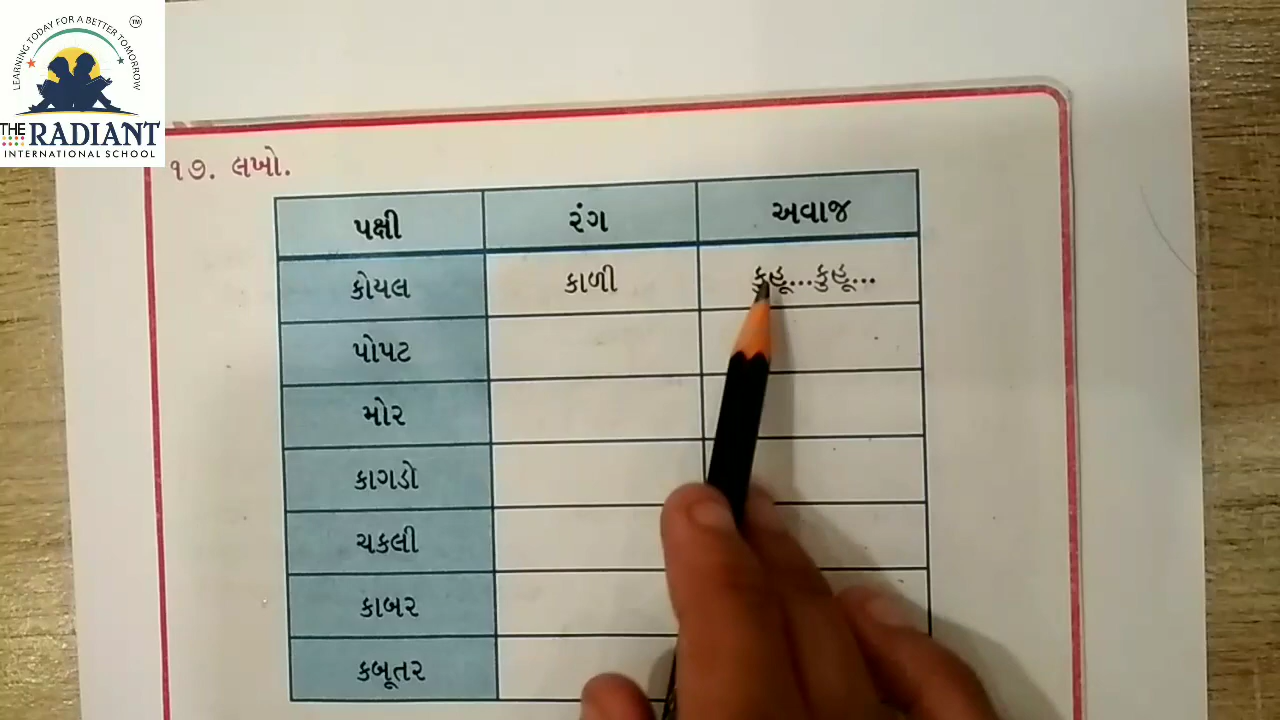 LEARNING TODAY FOR A BETTER TOMORROW
TM
THE RADIANT
INTERNATIONAL SCHOOL
૧૭. લખો.
પક્ષી રંગ અવાજ
કોયલ કાળી કુહૂ...કુહૂ...
પોપટ
મોર
કાગડો
ચકલી
કાબર
કબૂતર